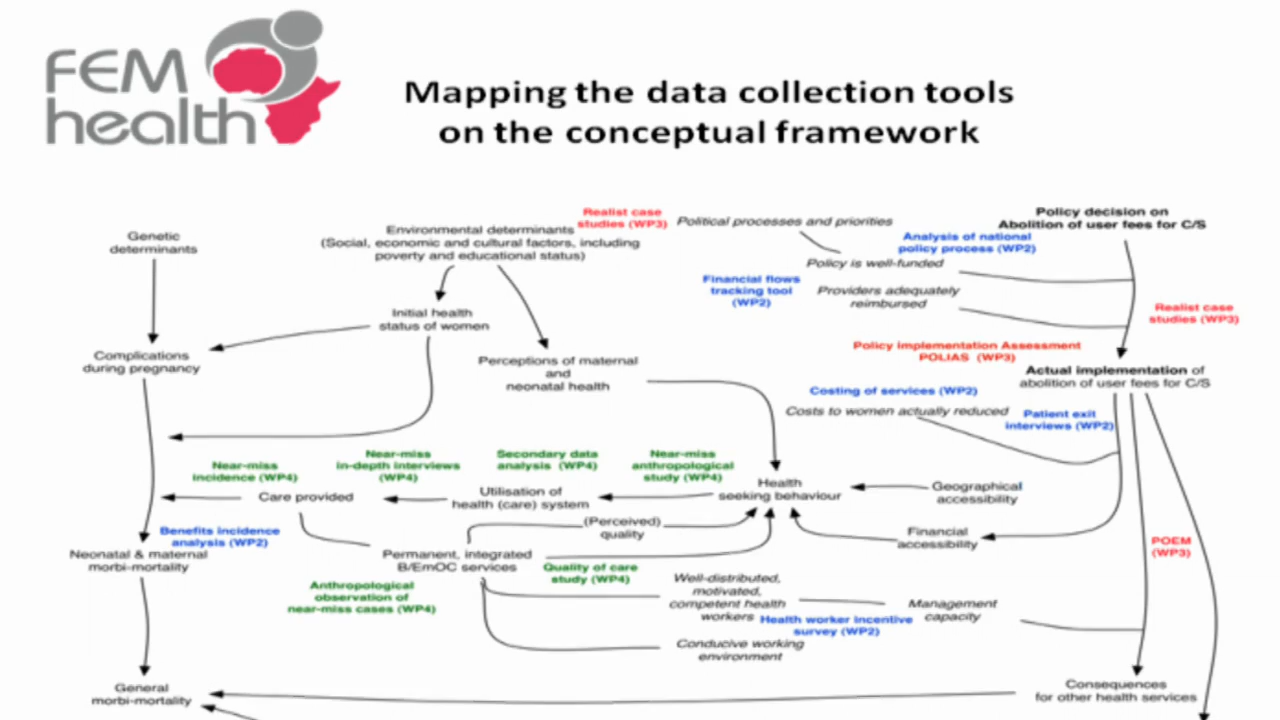 FEM
health
Mapping the data collection tools
on the conceptual framework
Genetic
determinants
Environmental determinants
(Social, economic and cultural factors, including
poverty and educational status)
Realist case
studies (WP3)
Political processes and priorities
Policy decision on
Abolition of user fees for C/S
Analysis of national
policy process (WP2)
Policy is well-funded
Financial flows
tracking tool
(WP2)
Providers adequately
reimbursed
Realist case
studies (WP3)
Initial health
status of women
Complications
during pregnancy
Perceptions of maternal
and
neonatal health
Policy Implementation Assessment
POLIAS (WP3)
Actual implementation of
abolition of user fees for C/S
Costing of services (WP2)
Costs to women actually reduced
Patient exit
interviews (WP2)
Near-miss
incidence (WP4)
Near-miss
in-depth interviews
(WP4)
Secondary data
analysis (WP4)
Near-miss
anthropological
study (WP4)
Care provided
Utilisation of
health (care) system
Health
seeking behaviour
Geographical
accessibility
Benefits incidence
analysis (WP2)
(Perceived)
quality
Financial
accessibility
Neonatal & maternal
morbi-mortality
Permanent, integrated
B/EmOC services
Quality of care
study (WP4)
POEM
(WP3)
Anthropological
observation of
near-miss cases (WP4)
Well-distributed,
motivated,
competent health
workers
Health worker incentive
survey (WP2)
Management
capacity
Conducive working
environment
General
morbi-mortality
Consequences
for other health services